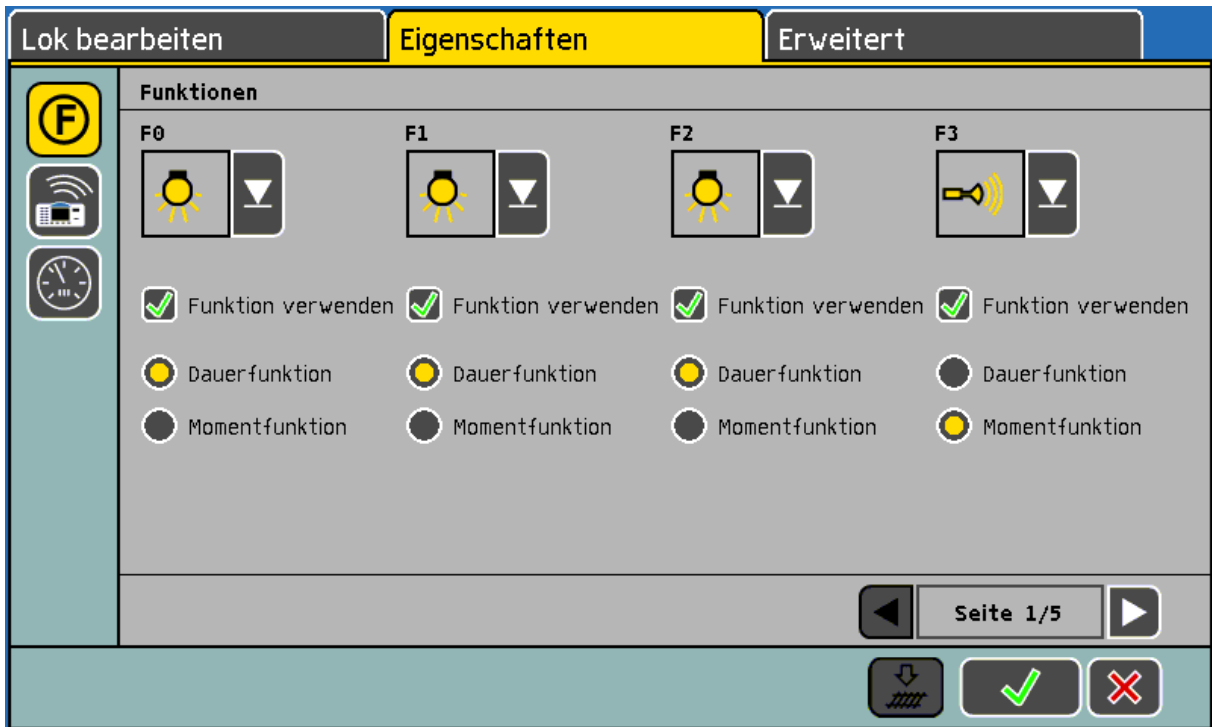 Lok bearbeiten Eigenschaften Erweitert
Funktionen
F0 F1 F2 F3
Funktion verwenden Funktion verwenden Funktion verwenden Funktion verwenden
Dauerfunktion Dauerfunktion Dauerfunktion Dauerfunktion
Momentfunktion Momentfunktion Momentfunktion Momentfunktion
Seite 1/5